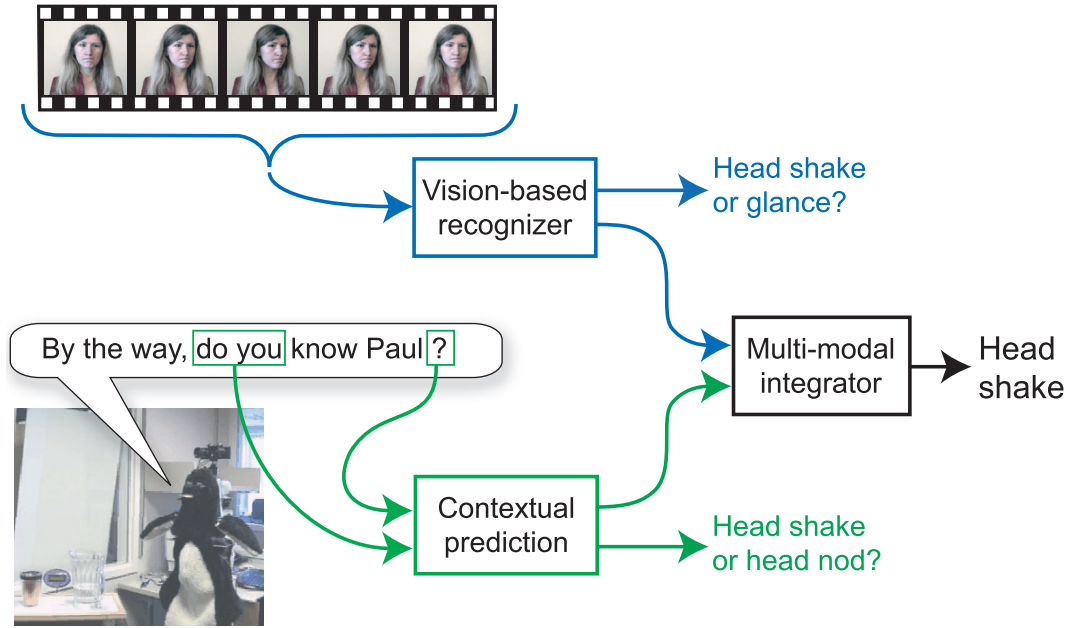 Vision-based
recognizer
Head shake
or glance?
By the way, do you know Paul ?
Multi-modal
integrator
Head
shake
Contextual
prediction
Head shake
or head nod?